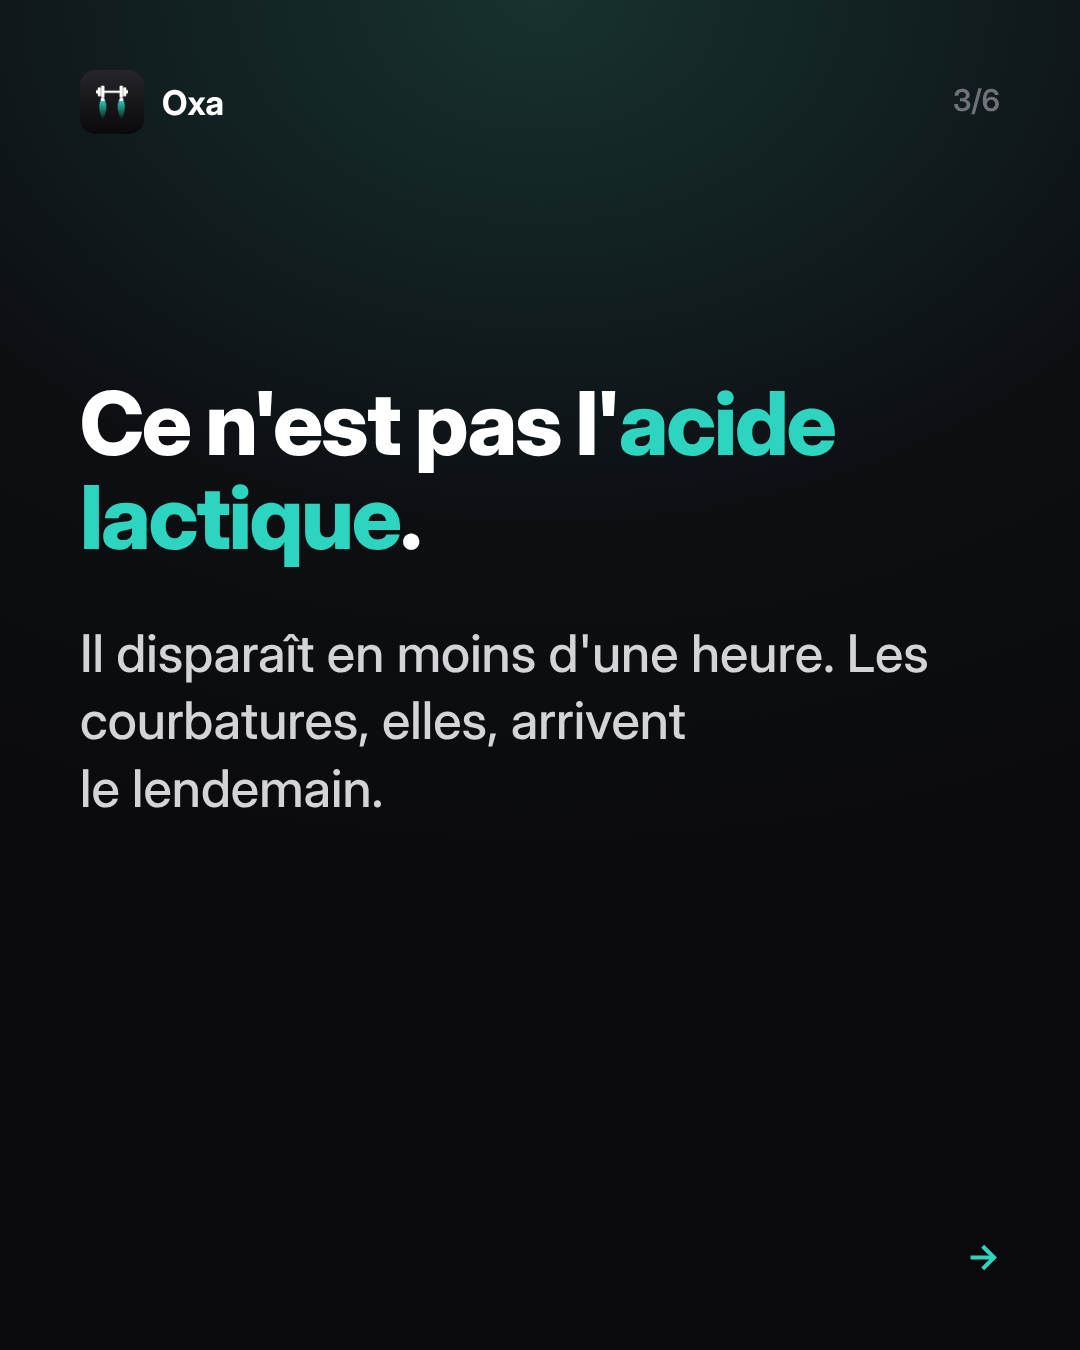 Oxa
3/6
Ce n'est pas l'acide
lactique.
Il disparaît en moins d'une heure. Les
courbatures, elles, arrivent
le lendemain.
→